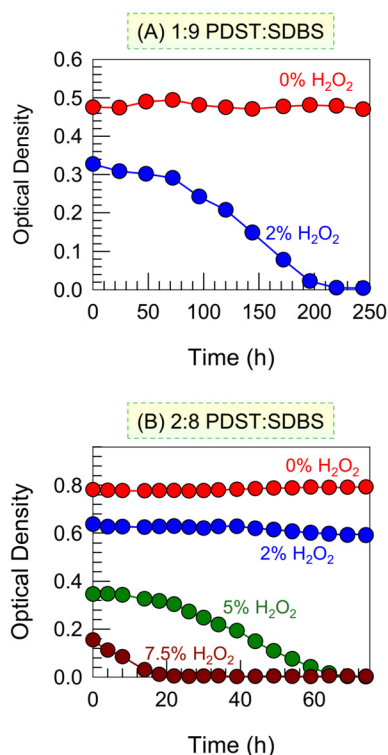 (A) 1:9 PDST:SDBS
0.6
0% H₂O₂
0.5
0.4
0.3
0.2
2% H₂O₂
0.1
0.0
Optical Density
0 50 100 150 200 250
Time (h)
(B) 2:8 PDST:SDBS
0% H₂O₂
0.8
0.6
2% H₂O₂
0.4
5% H₂O₂
0.2
7.5% H₂O₂
0.0
Optical Density
0 20 40 60
Time (h)